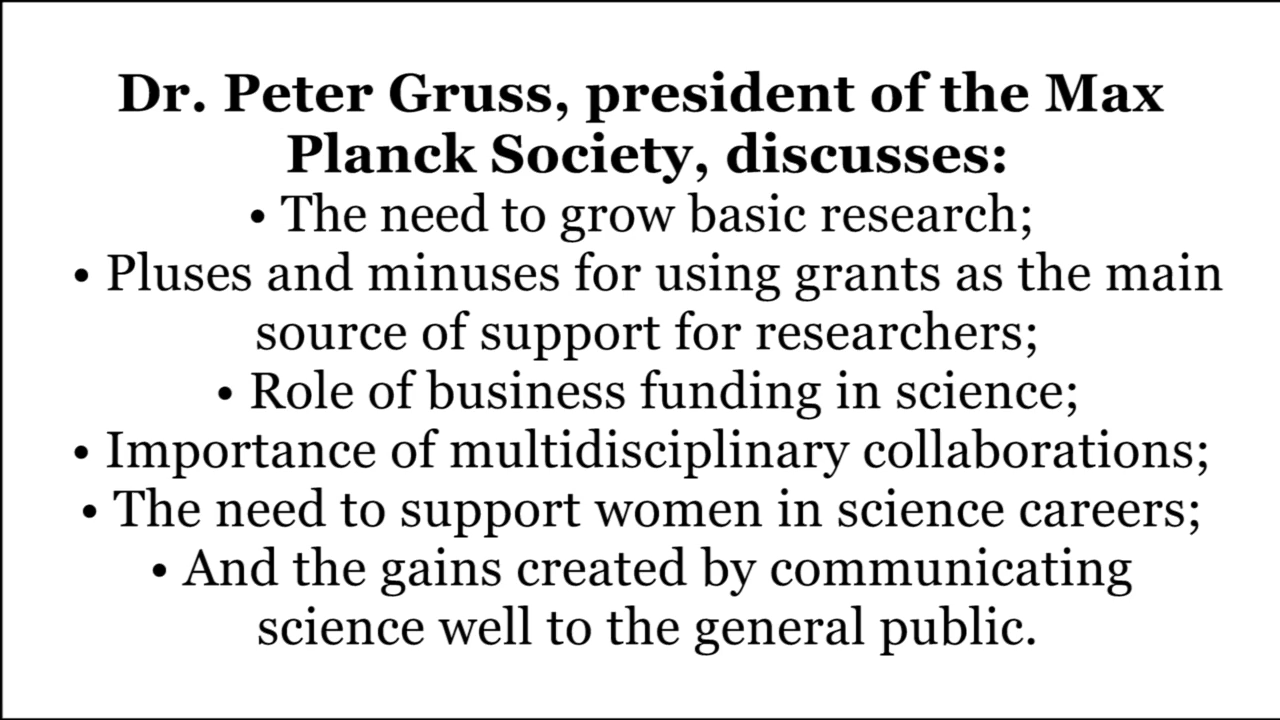 Dr. Peter Gruss, president of the Max
Planck Society, discusses:
• The need to grow basic research;
• Pluses and minuses for using grants as the main
source of support for researchers;
• Role of business funding in science;
• Importance of multidisciplinary collaborations;
• The need to support women in science careers;
• And the gains created by communicating
science well to the general public.